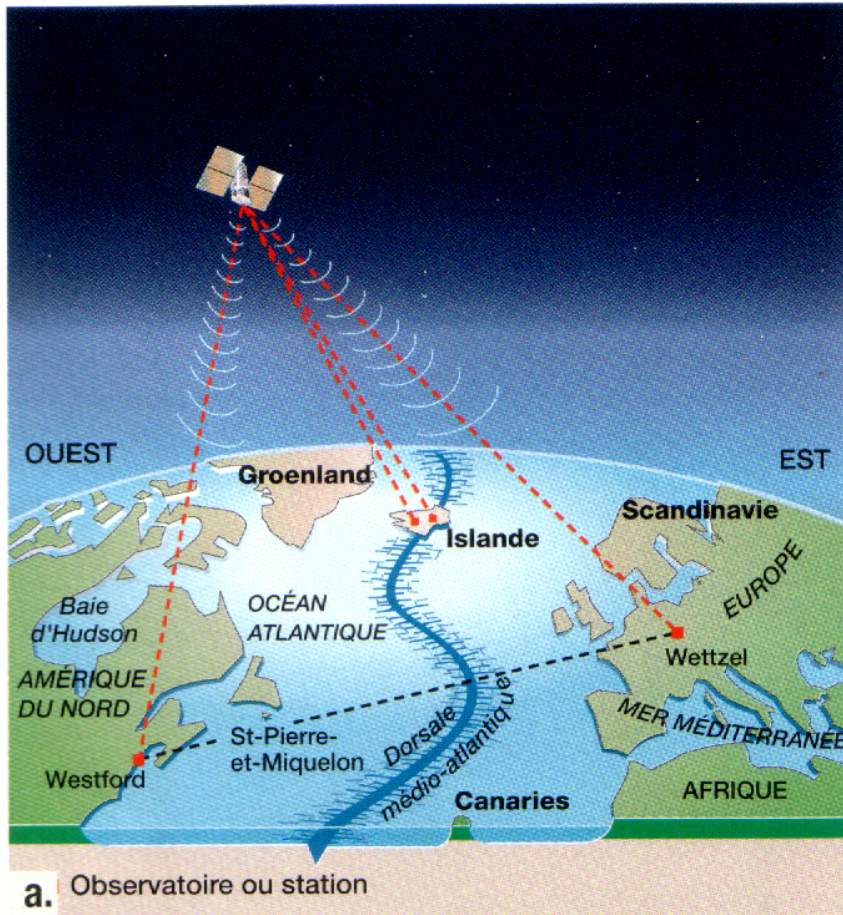 OUEST
EST
Groenland
Islande
Scandinavie
EUROPE
Baie
d'Hudson
OCÉAN
ATLANTIQUE
AMÉRIQUE
DU NORD
Wettzel
MER MÉDITERRANÉE
St-Pierre-
et-Miquelon
Westford
Dorsale
médio-atlantique
Canaries
AFRIQUE
a. Observatoire ou station